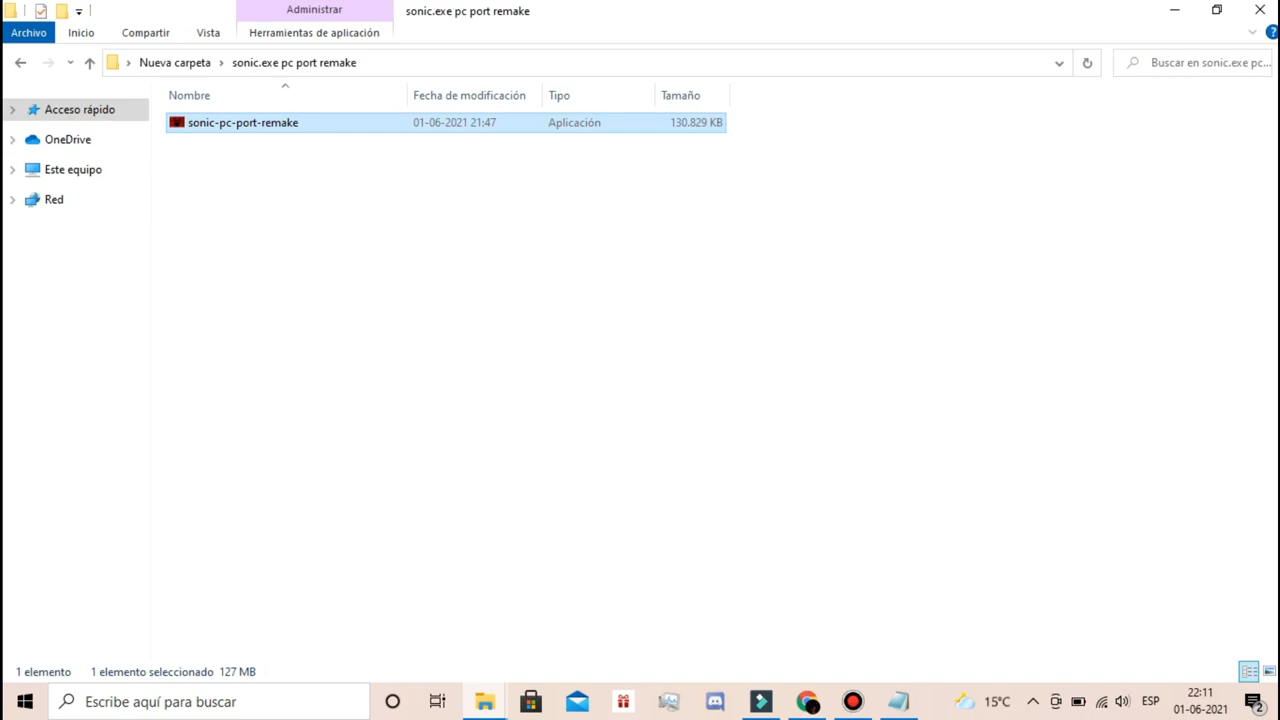 Administrar
sonic.exe pc port remake
Archivo
Inicio
Compartir
Vista
Herramientas de aplicación
?
Nueva carpeta
sonic.exe pc port remake
Buscar en sonic.exe pc...
Nombre
Fecha de modificación
Tipo
Tamaño
Acceso rápido
OneDrive
Este equipo
Red
sonic-pc-port-remake
01-06-2021 21:47
Aplicación
130.829 KB
1 elemento
1 elemento seleccionado
127 MB
Escribe aquí para buscar
15°C
ESP
22:11
01-06-2021
2